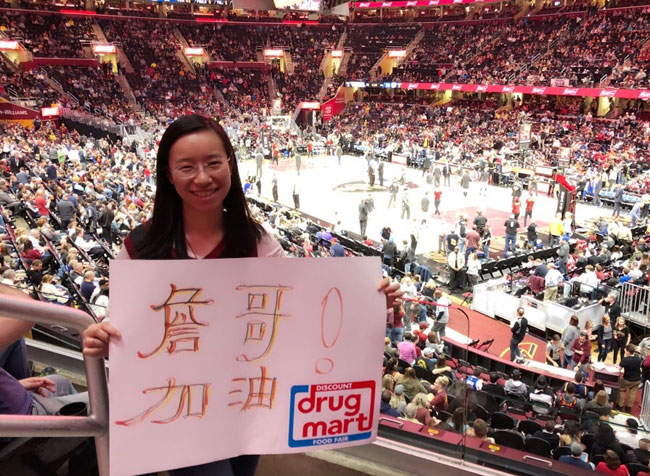 詹哥!
加油
DISCOUNT
drug
mart
FOOD FAIR